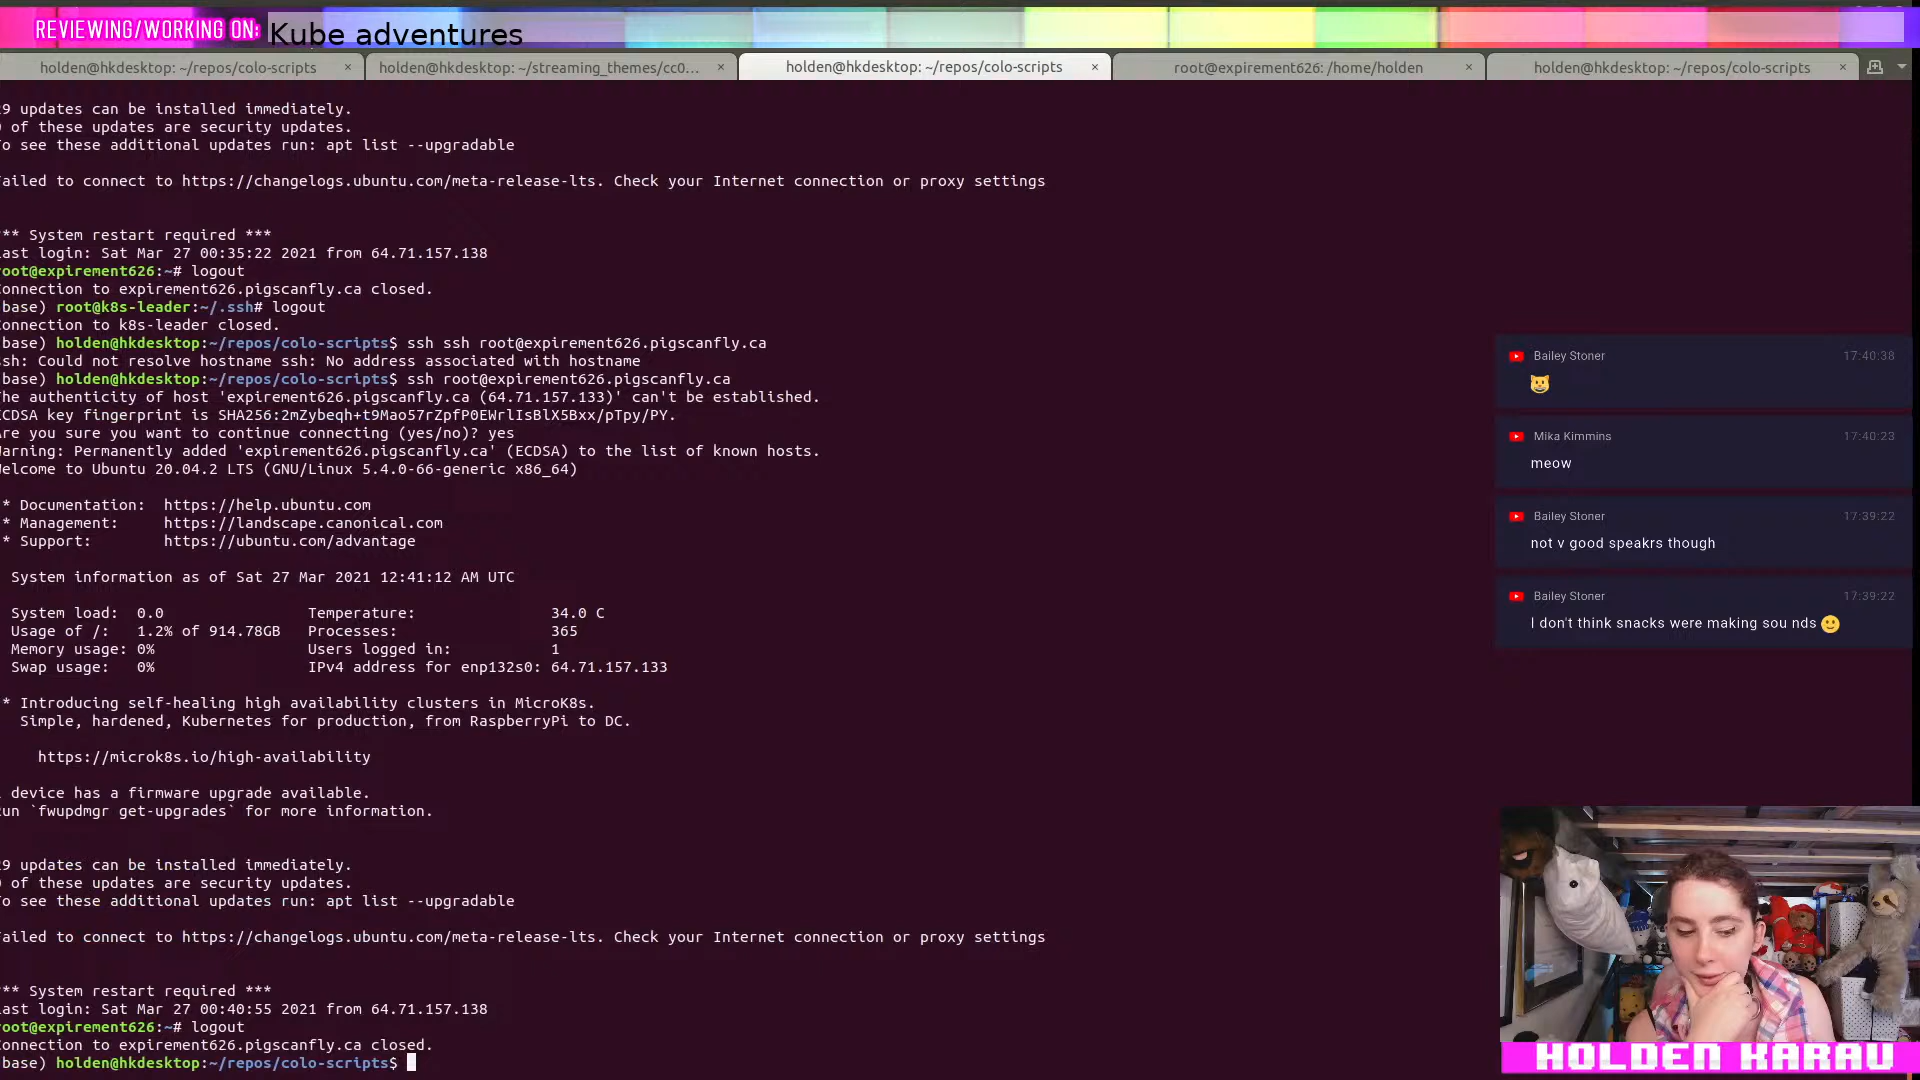 REVIEWING/WORKING ON: Kube adventures
holden@hkdesktop: ~/repos/colo-scripts × holden@hkdesktop: ~/streaming_themes/cc0... × holden@hkdesktop: ~/repos/colo-scripts × root@expirement626: /home/holden × holden@hkdesktop: ~/repos/colo-scripts ×
9 updates can be installed immediately.
of these updates are security updates.
o see these additional updates run: apt list --upgradable
ailed to connect to https://changelogs.ubuntu.com/meta-release-lts. Check your Internet connection or proxy settings
** System restart required ***
ast login: Sat Mar 27 00:35:22 2021 from 64.71.157.138
oot@expirement626:~# logout
onnection to expirement626.pigscanfly.ca closed.
base) root@k8s-leader:~/.ssh# logout
onnection to k8s-leader closed.
base) holden@hkdesktop:~/repos/colo-scripts$ ssh ssh root@expirement626.pigscanfly.ca
sh: Could not resolve hostname ssh: No address associated with hostname
base) holden@hkdesktop:~/repos/colo-scripts$ ssh root@expirement626.pigscanfly.ca
he authenticity of host 'expirement626.pigscanfly.ca (64.71.157.133)' can't be established.
CDSA key fingerprint is SHA256:2mZybeqh+t9Mao57rZpfP0EWrlIsBlX5Bxx/pTpy/PY.
re you sure you want to continue connecting (yes/no)? yes
arning: Permanently added 'expirement626.pigscanfly.ca' (ECDSA) to the list of known hosts.
elcome to Ubuntu 20.04.2 LTS (GNU/Linux 5.4.0-66-generic x86_64)
* Documentation: https://help.ubuntu.com
* Management: https://landscape.canonical.com
* Support: https://ubuntu.com/advantage
System information as of Sat 27 Mar 2021 12:41:12 AM UTC
System load: 0.0 Temperature: 34.0 C
Usage of /: 1.2% of 914.78GB Processes: 365
Memory usage: 0% Users logged in: 1
Swap usage: 0% IPv4 address for enp132s0: 64.71.157.133
* Introducing self-healing high availability clusters in MicroK8s.
Simple, hardened, Kubernetes for production, from RaspberryPi to DC.
https://microk8s.io/high-availability
device has a firmware upgrade available.
un `fwupdmgr get-upgrades` for more information.
9 updates can be installed immediately.
of these updates are security updates.
o see these additional updates run: apt list --upgradable
ailed to connect to https://changelogs.ubuntu.com/meta-release-lts. Check your Internet connection or proxy settings
** System restart required ***
ast login: Sat Mar 27 00:40:55 2021 from 64.71.157.138
oot@expirement626:~# logout
onnection to expirement626.pigscanfly.ca closed.
base) holden@hkdesktop:~/repos/colo-scripts$
Bailey Stoner 17:40:38
😺
Mika Kimmins 17:40:23
meow
Bailey Stoner 17:39:22
not v good speakrs though
Bailey Stoner 17:39:22
I don't think snacks were making sou nds 🙂
HOLDEN KARAU